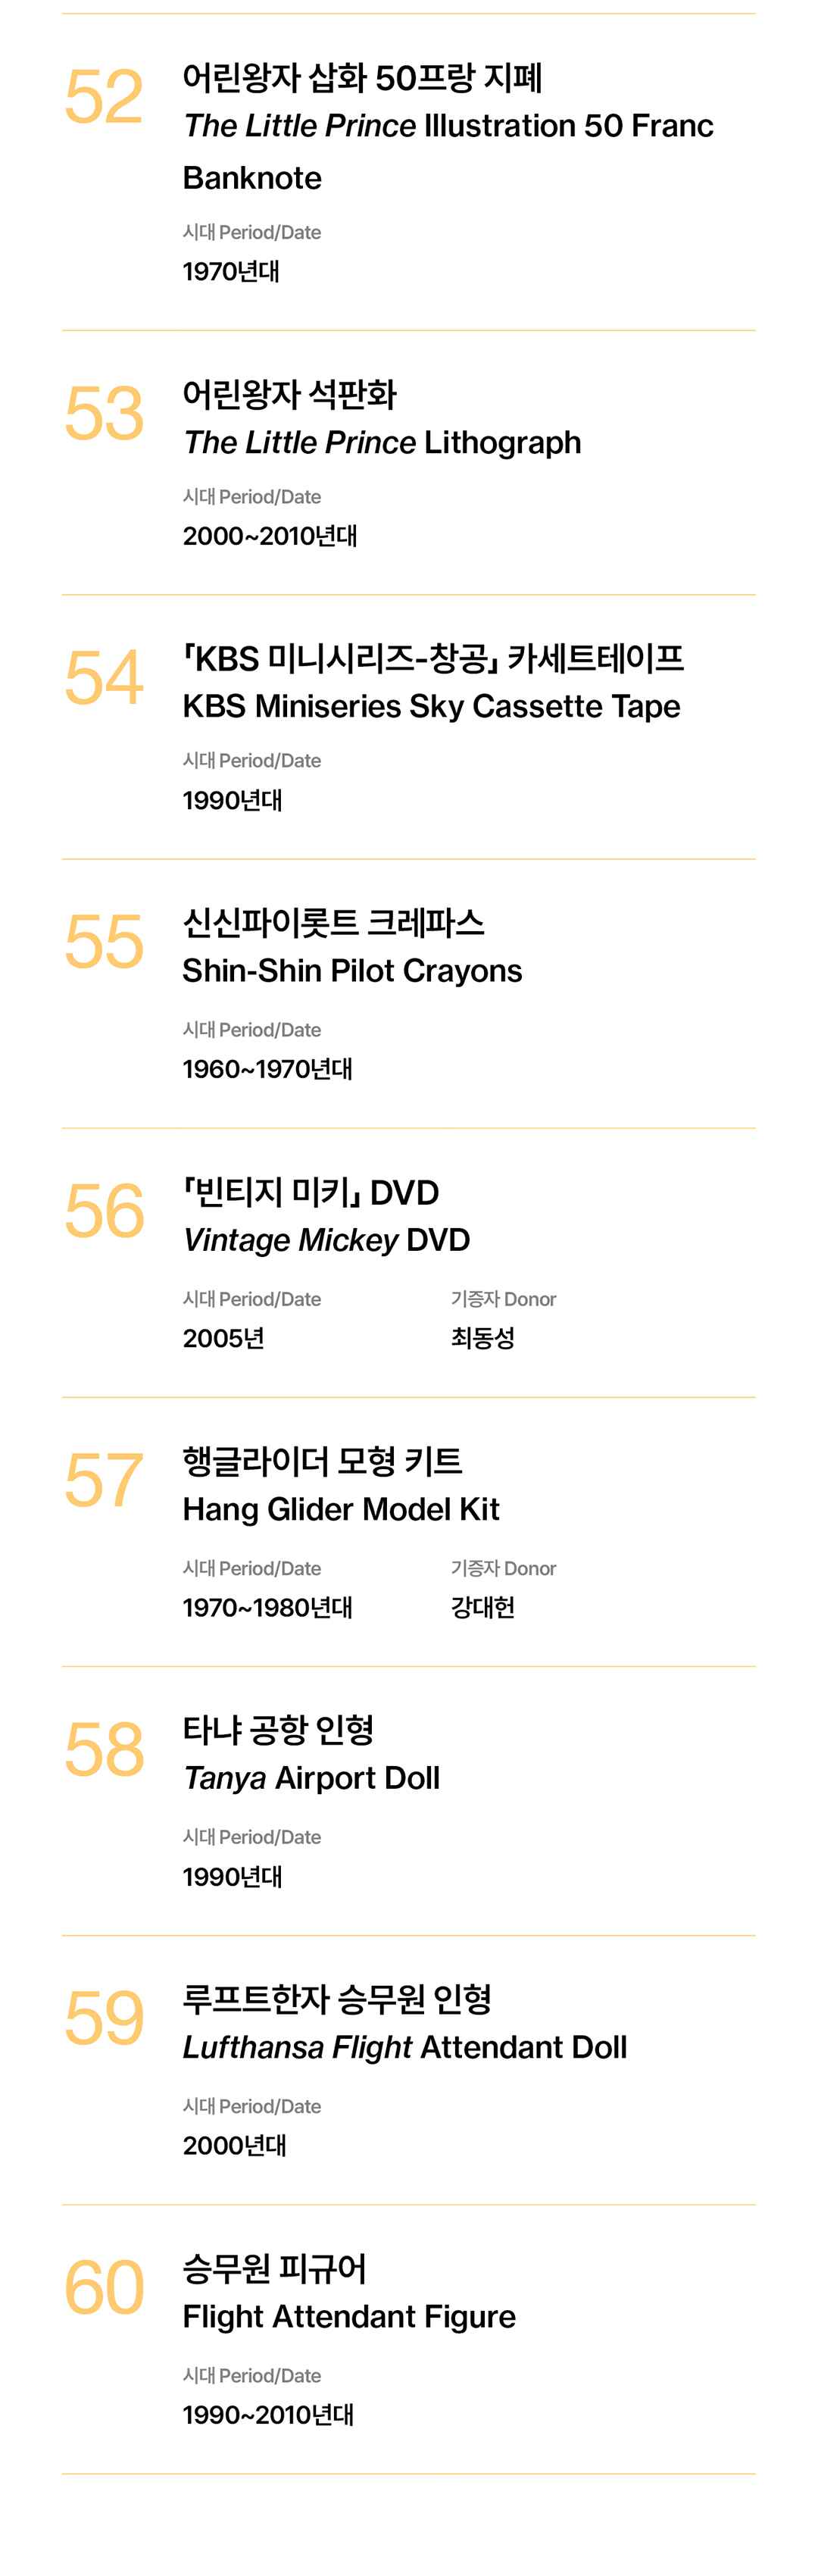 52
어린왕자 삽화 50프랑 지폐
The Little Prince Illustration 50 Franc
Banknote
시대 Period/Date
1970년대
53
어린왕자 석판화
The Little Prince Lithograph
시대 Period/Date
2000~2010년대
54
「KBS 미니시리즈-창공」 카세트테이프
KBS Miniseries Sky Cassette Tape
시대 Period/Date
1990년대
55
신신파이롯트 크레파스
Shin-Shin Pilot Crayons
시대 Period/Date
1960~1970년대
56
「빈티지 미키」 DVD
Vintage Mickey DVD
시대 Period/Date 기증자 Donor
2005년 최동성
57
행글라이더 모형 키트
Hang Glider Model Kit
시대 Period/Date 기증자 Donor
1970~1980년대 강대헌
58
타냐 공항 인형
Tanya Airport Doll
시대 Period/Date
1990년대
59
루프트한자 승무원 인형
Lufthansa Flight Attendant Doll
시대 Period/Date
2000년대
60
승무원 피규어
Flight Attendant Figure
시대 Period/Date
1990~2010년대